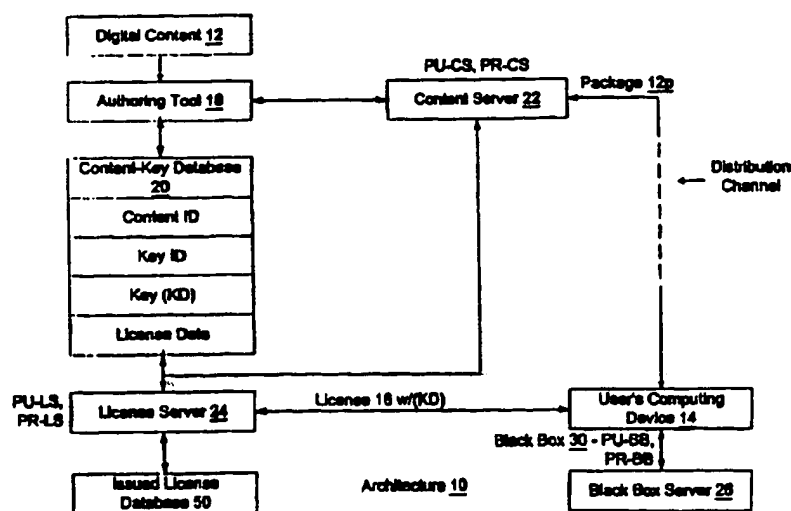 Digital Content 12
PU-CS, PR-CS
Authoring Tool 18
Content Server 22
Package 12p
Distribution
Channel
Content-Key Database
20
Content ID
Key ID
Key (KD)
License Data
PU-LS,
PR-LS
License Server 24
License 16 w/(KD)
User's Computing
Device 14
Black Box 30 - PU-BB,
PR-BB
Issued License
Database 50
Architecture 10
Black Box Server 26